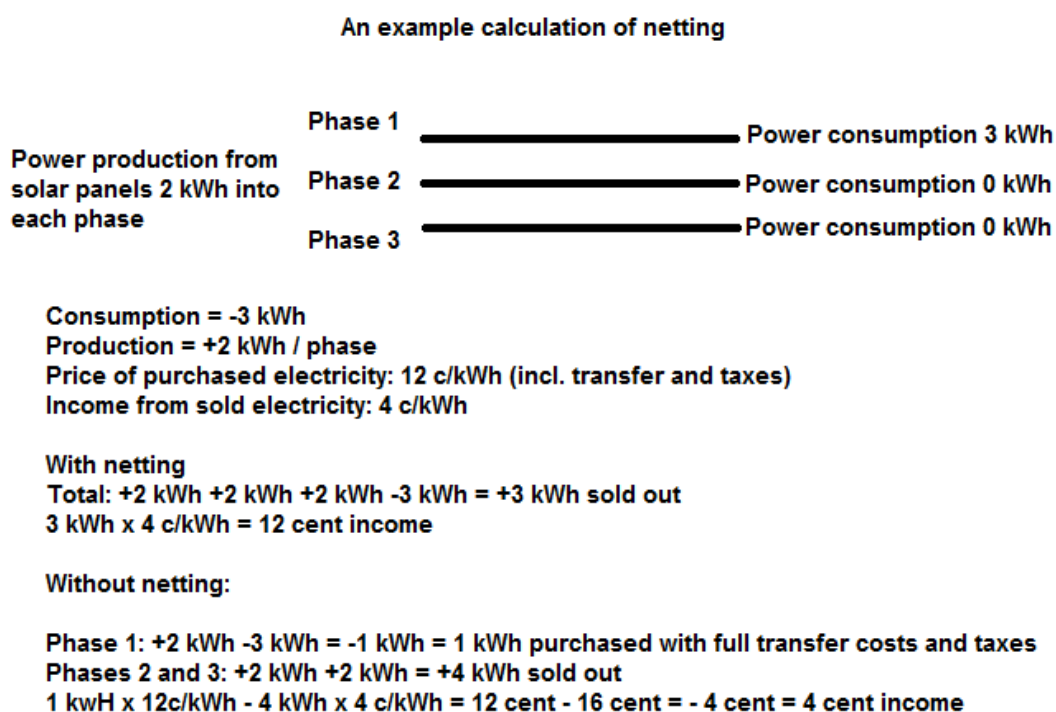 An example calculation of netting
Phase 1
Power consumption 3 kWh
Power production from
solar panels 2 kWh into
each phase
Phase 2
Power consumption 0 kWh
Phase 3
Power consumption 0 kWh
Consumption = -3 kWh
Production = +2 kWh / phase
Price of purchased electricity: 12 c/kWh (incl. transfer and taxes)
Income from sold electricity: 4 c/kWh
With netting
Total: +2 kWh +2 kWh +2 kWh -3 kWh = +3 kWh sold out
3 kWh x 4 c/kWh = 12 cent income
Without netting:
Phase 1: +2 kWh -3 kWh = -1 kWh = 1 kWh purchased with full transfer costs and taxes
Phases 2 and 3: +2 kWh +2 kWh = +4 kWh sold out
1 kwH x 12c/kWh - 4 kWh x 4 c/kWh = 12 cent - 16 cent = - 4 cent = 4 cent income